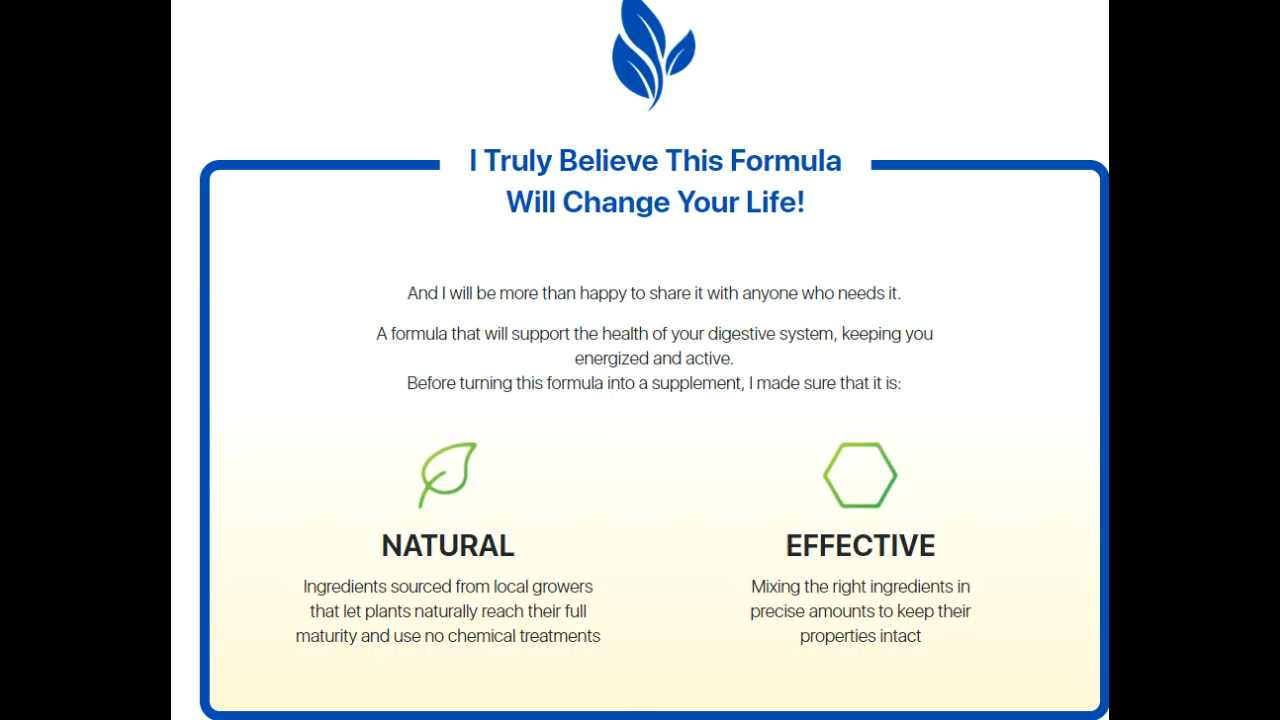 I Truly Believe This Formula
Will Change Your Life!
And I will be more than happy to share it with anyone who needs it.
A formula that will support the health of your digestive system, keeping you
energized and active.
Before turning this formula into a supplement, I made sure that it is:
NATURAL
Ingredients sourced from local growers
that let plants naturally reach their full
maturity and use no chemical treatments
EFFECTIVE
Mixing the right ingredients in
precise amounts to keep their
properties intact